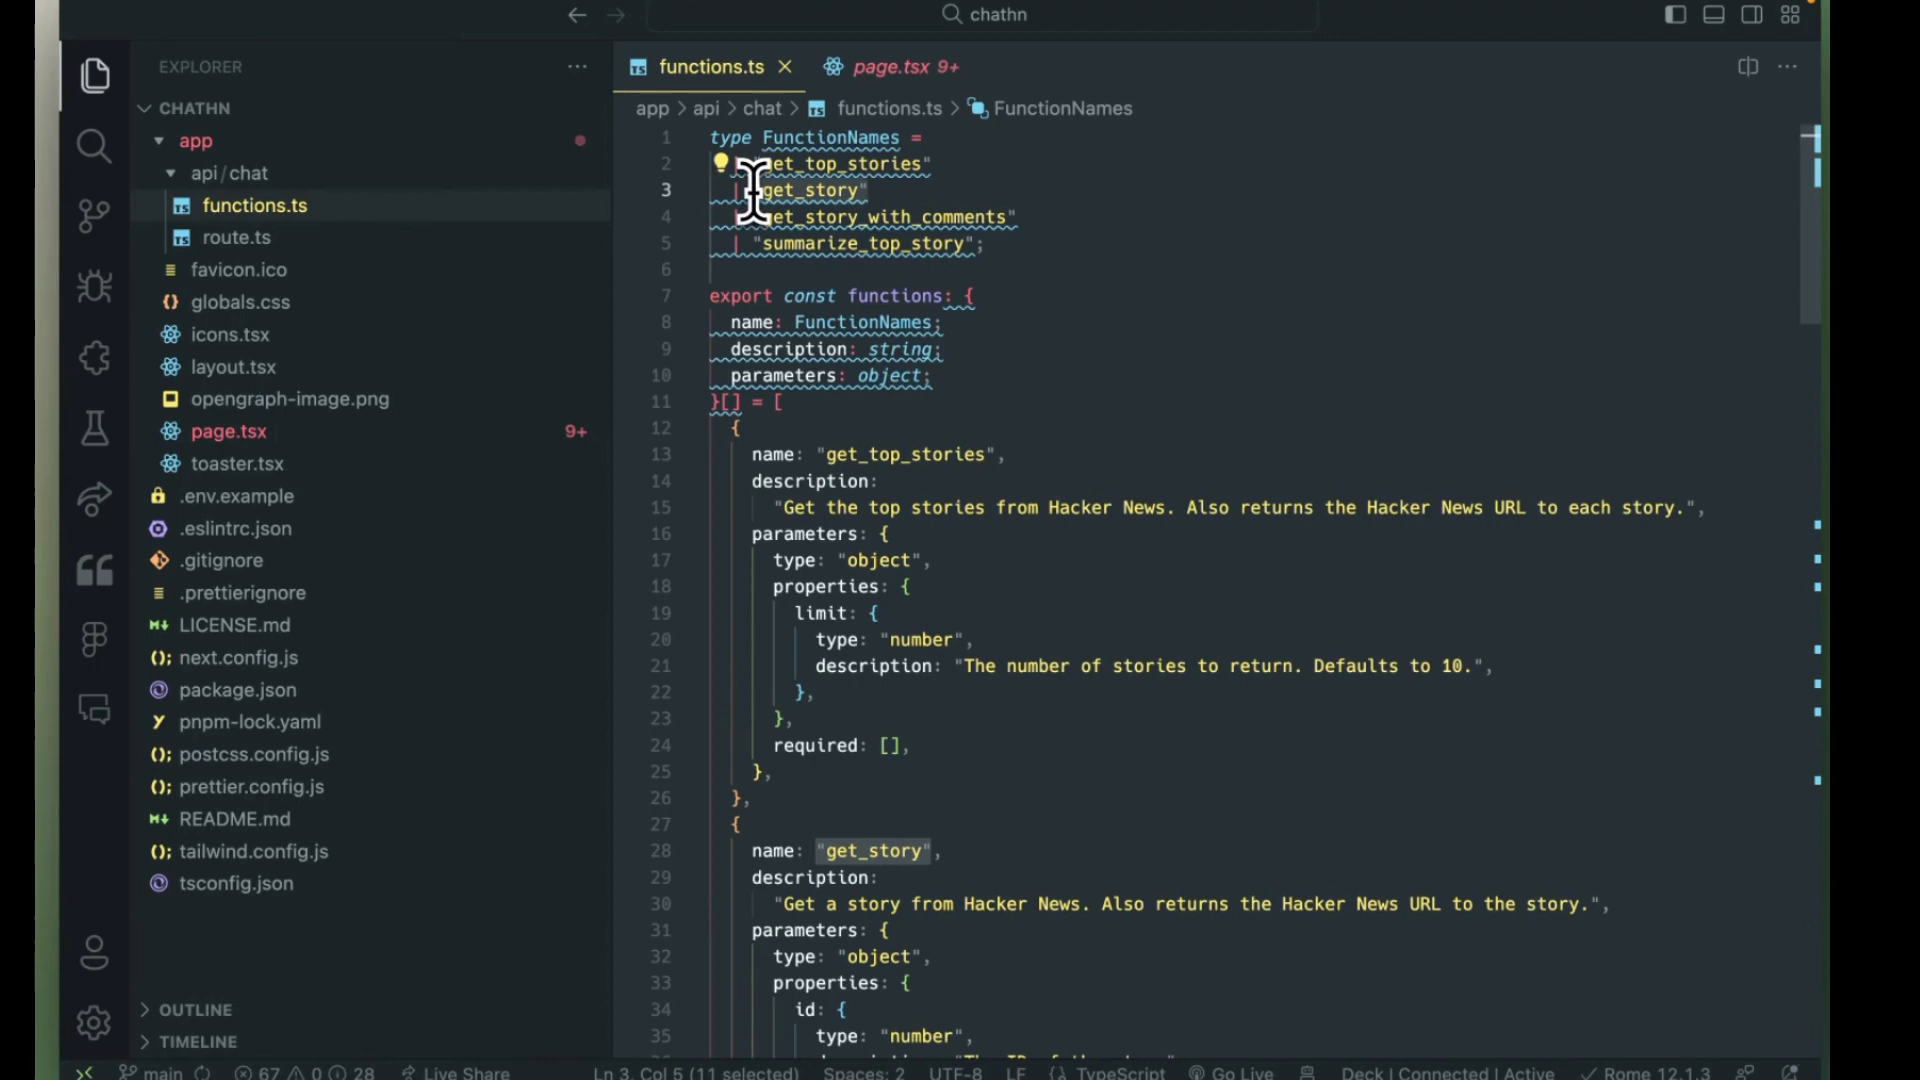 chathn
EXPLORER
CHATHN
app
api/chat
functions.ts
route.ts
favicon.ico
globals.css
icons.tsx
layout.tsx
opengraph-image.png
page.tsx 9+
toaster.tsx
.env.example
.eslintrc.json
.gitignore
.prettierignore
LICENSE.md
next.config.js
package.json
pnpm-lock.yaml
postcss.config.js
prettier.config.js
README.md
tailwind.config.js
tsconfig.json
OUTLINE
TIMELINE
functions.ts page.tsx 9+
app > api > chat > functions.ts > FunctionNames
1 type FunctionNames =
2 | get_top_stories"
3 | get_story"
4 get_story_with_comments"
5 | "summarize_top_story";
6
7 export const functions: {
8 name: FunctionNames;
9 description: string;
10 parameters: object;
11 }[] = [
12 {
13 name: "get_top_stories",
14 description:
15 "Get the top stories from Hacker News. Also returns the Hacker News URL to each story.",
16 parameters: {
17 type: "object",
18 properties: {
19 limit: {
20 type: "number",
21 description: "The number of stories to return. Defaults to 10.",
22 },
23 },
24 required: [],
25 },
26 },
27 {
28 name: "get_story",
29 description:
30 "Get a story from Hacker News. Also returns the Hacker News URL to the story.",
31 parameters: {
32 type: "object",
33 properties: {
34 id: {
35 type: "number",
main 67 0 28 Live Share Ln 3, Col 5 (11 selected) Spaces: 2 UTF-8 LF {} TypeScript Go Live Deck | Connected | Active Rome 12.1.3